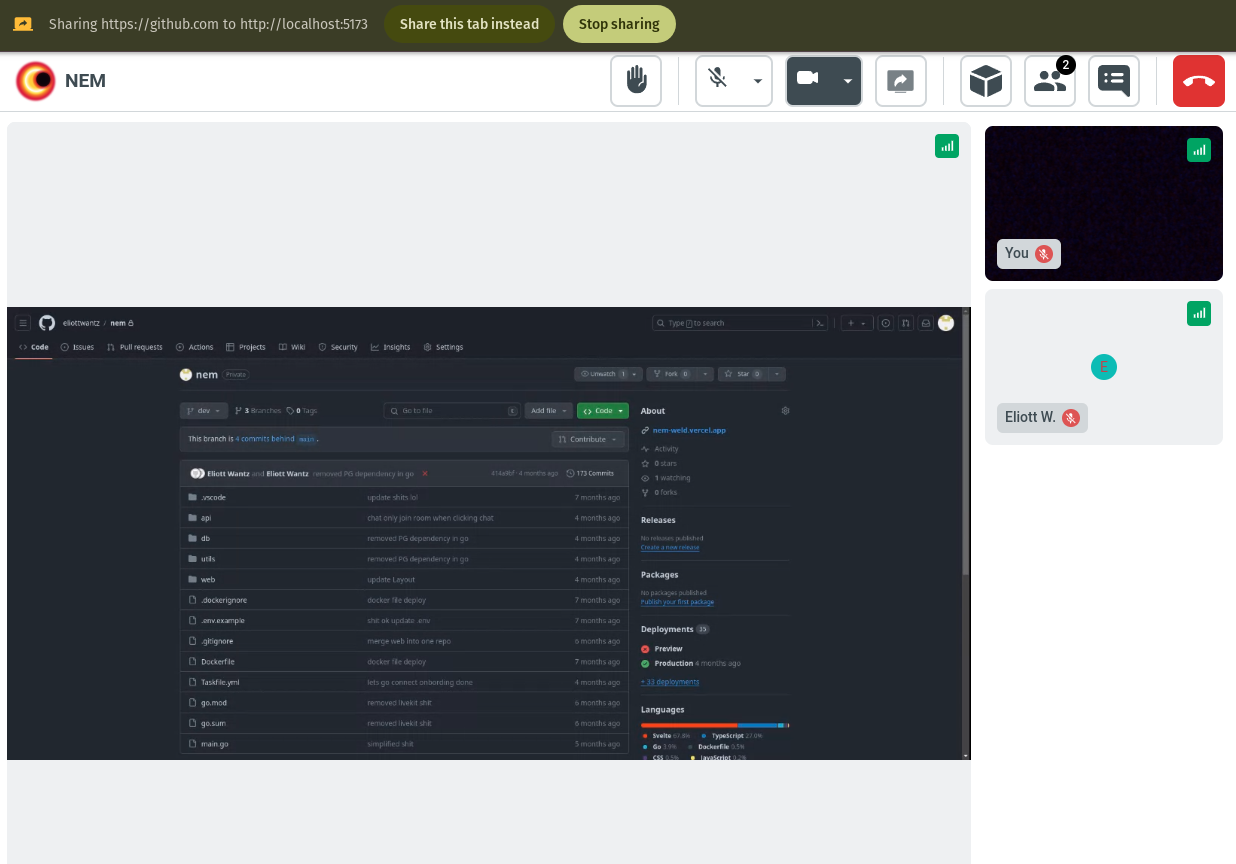 Sharing https://github.com to http://localhost:5173 Share this tab instead Stop sharing
NEM
2
You
Eliott W.
E
eliottwantz / nem
Type / to search
Code Issues Pull requests Actions Projects Wiki Security Insights Settings
nem Private
Unwatch 1 Fork 0 Star 0
dev 3 Branches 0 Tags Go to file Add file Code
This branch is 4 commits behind main . Contribute
Eliott Wantz and Eliott Wantz removed PG dependency in go 4 months ago 173 Commits
.vscode update shits lol 7 months ago
api chat only join room when clicking chat 4 months ago
db removed PG dependency in go 4 months ago
utils removed PG dependency in go 4 months ago
web update Layout 4 months ago
.dockerignore docker file deploy 7 months ago
.env.example shit ok update .env 7 months ago
.gitignore merge web into one repo 6 months ago
Dockerfile docker file deploy 7 months ago
Taskfile.yml lets go connect onbording done 4 months ago
go.mod removed livekit shit 6 months ago
go.sum removed livekit shit 6 months ago
main.go simplified shit 5 months ago
About
nem-weld.vercel.app
Activity
0 stars
1 watching
0 forks
Releases
No releases published
Create a new release
Packages
No packages published
Publish your first package
Deployments 35
Preview
Production 4 months ago
+ 33 deployments
Languages
Svelte 67.8% TypeScript 27.0%
Go 3.9% Dockerfile 0.5%
CSS 0.5% JavaScript 0.2%